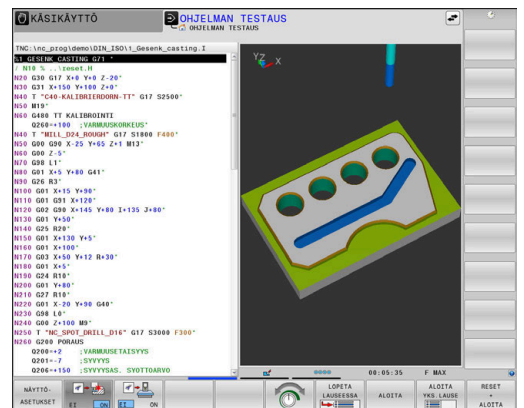 KÄSIKÄYTTÖ
OHJELMAN TESTAUS
OHJELMAN TESTAUS
TNC:\nc_prog\demo\DIN_ISO\1_Gesenk_casting.I
%1_GESENK_CASTING G71 *
/ N10 % ..\reset.H
N20 G30 G17 X+0 Y+0 Z-20*
N30 G31 X+150 Y+100 Z+0*
N40 T "C40-KALIBRIERDORN-TT" G17 S2500*
N50 M19*
N60 G480 TT KALIBROINTI
Q260=+100 ;VARMUUSKORKEUS*
N40 T "MILL_D24_ROUGH" G17 S1800 F400*
N50 G00 G90 X-25 Y+65 Z+1 M13*
N60 G00 Z-5*
N70 G98 L1*
N80 G01 X+5 Y+80 G41*
N90 G26 R3*
N100 G01 X+15 Y+90*
N110 G01 G91 X+120*
N120 G02 G90 X+145 Y+80 I+135 J+80*
N130 G01 Y+50*
N140 G25 R20*
N150 G01 X+130 Y+5*
N160 G01 X+100*
N170 G03 X+50 Y+12 R+30*
N180 G01 X+5*
N190 G24 R10*
N200 G01 Y+80*
N210 G27 R10*
N220 G01 X-20 Y+90 G40*
N230 G98 L0*
N240 G00 Z+100 M9*
N250 T "NC_SPOT_DRILL_D16" G17 S3000 F300*
N260 G200 PORAUS
Q200=+2 ;VARMUUSETAISYYS
Q201=-7 ;SYVYYS
Q206=+150 ;SYVYYSAS. SYOTTOARVO
YZ X
00:05:35 F MAX
NÄYTTÖ-
ASETUKSET
EI ON
EI ON
LOPETA
LAUSEESSA
ALOITA
ALOITA
YKS. LAUSE
RESET
+
ALOITA